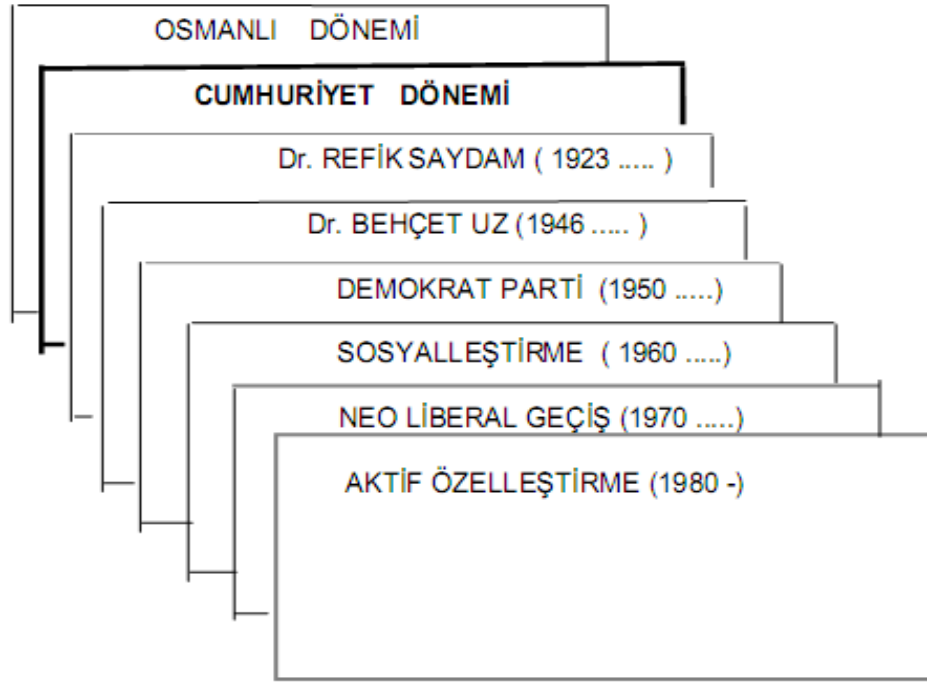 OSMANLI DÖNEMİ
CUMHURİYET DÖNEMİ
Dr. REFİK SAYDAM ( 1923 ..... )
Dr. BEHÇET UZ (1946 ..... )
DEMOKRAT PARTİ (1950 .....)
SOSYALLEŞTİRME ( 1960 .....)
NEO LİBERAL GEÇİŞ (1970 .....)
AKTİF ÖZELLEŞTİRME (1980 -)